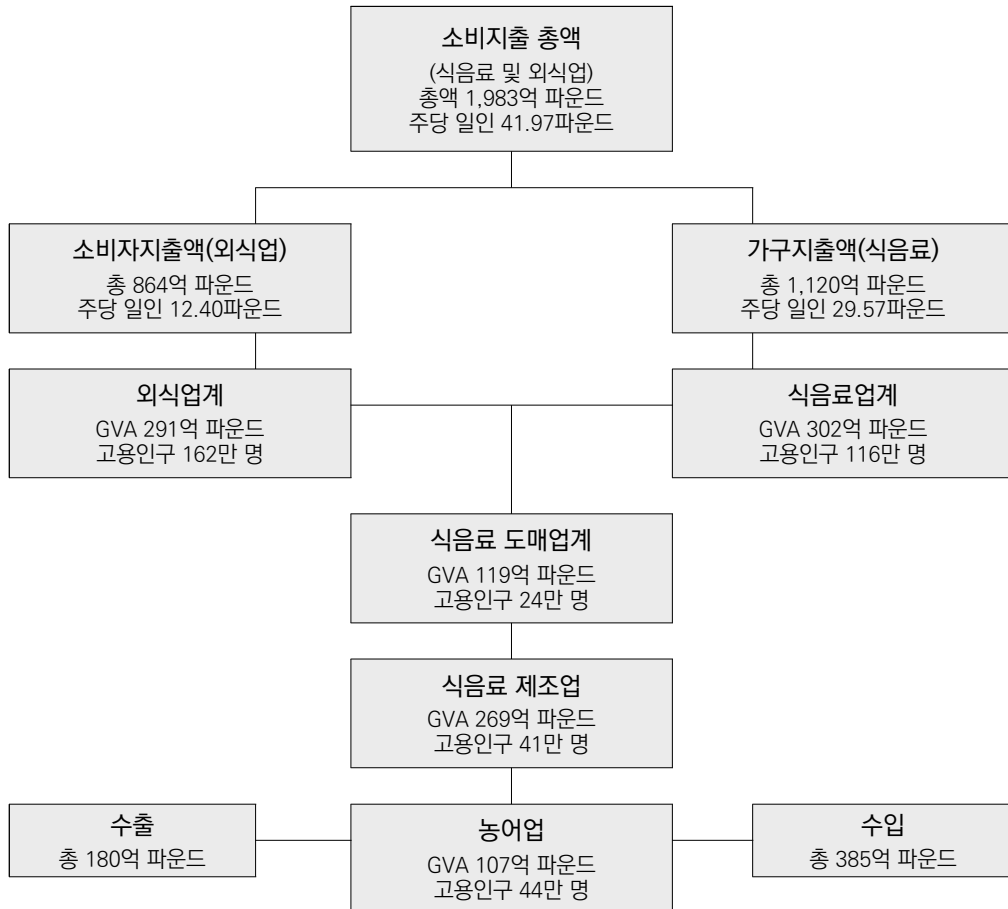 소비지출 총액
(식음료 및 외식업)
총액 1,983억 파운드
주당 일인 41.97파운드
소비자지출액(외식업)
총 864억 파운드
주당 일인 12.40파운드
가구지출액(식음료)
총 1,120억 파운드
주당 일인 29.57파운드
외식업계
GVA 291억 파운드
고용인구 162만 명
식음료업계
GVA 302억 파운드
고용인구 116만 명
식음료 도매업계
GVA 119억 파운드
고용인구 24만 명
식음료 제조업
GVA 269억 파운드
고용인구 41만 명
수출
총 180억 파운드
농어업
GVA 107억 파운드
고용인구 44만 명
수입
총 385억 파운드